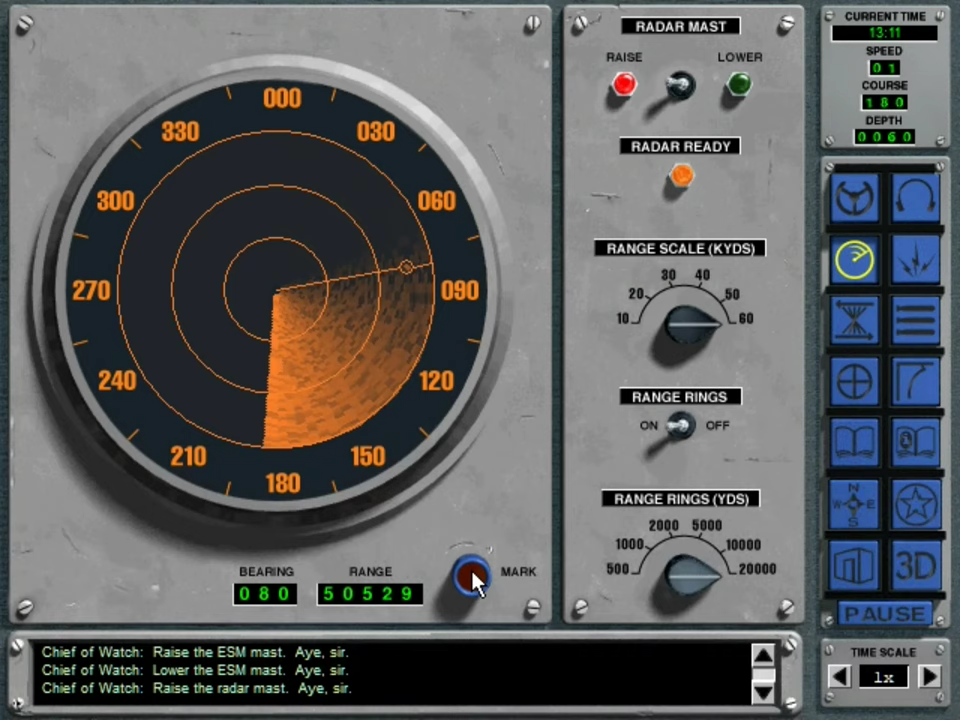 RADAR MAST
RAISE LOWER
RADAR READY
RANGE SCALE (KYDS)
10 20 30 40 50 60
RANGE RINGS
ON OFF
RANGE RINGS (YDS)
500 1000 2000 5000 10000 20000
000
030
060
090
120
150
180
210
240
270
300
330
BEARING RANGE MARK
080 50529
CURRENT TIME
13:11
SPEED
01
COURSE
180
DEPTH
0060
N
W E
S
3D
PAUSE
TIME SCALE
1x
Chief of Watch: Raise the ESM mast. Aye, sir.
Chief of Watch: Lower the ESM mast. Aye, sir.
Chief of Watch: Raise the radar mast. Aye, sir.